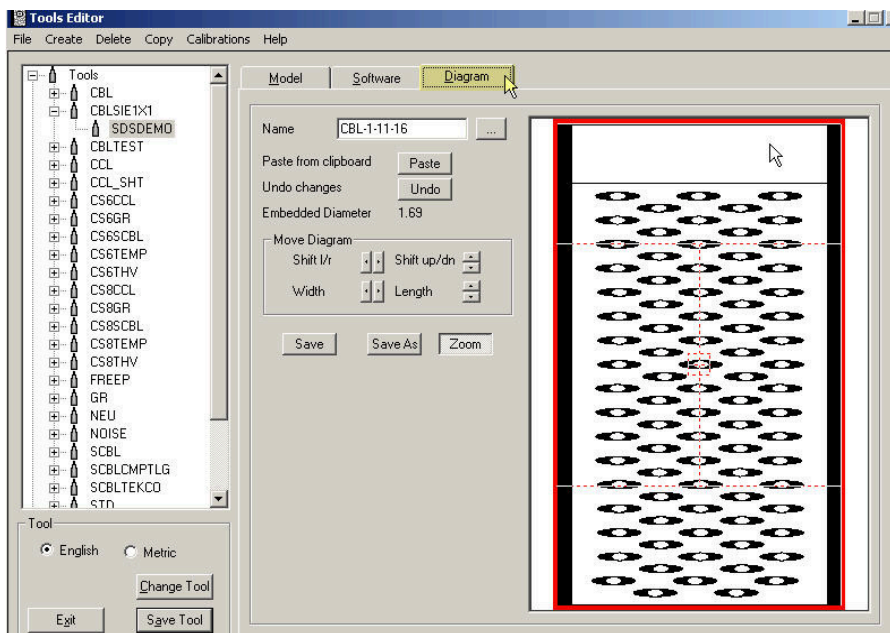 Tools Editor
File Create Delete Copy Calibrations Help
Tools
CBL
CBLSIE1X1
SDSDEMO
CBLTEST
CCL
CCL_SHT
CS6CCL
CS6GR
CS6SCBL
CS6TEMP
CS6THV
CS8CCL
CS8GR
CS8SCBL
CS8TEMP
CS8THV
FREEP
GR
NEU
NOISE
SCBL
SCBLCMPTLG
SCBLTEKCO
STD
Tool
English Metric
Change Tool
Exit Save Tool
Model Software Diagram
Name CBL-1-11-16 ...
Paste from clipboard Paste
Undo changes Undo
Embedded Diameter 1.69
Move Diagram
Shift l/r Shift up/dn
Width Length
Save Save As Zoom